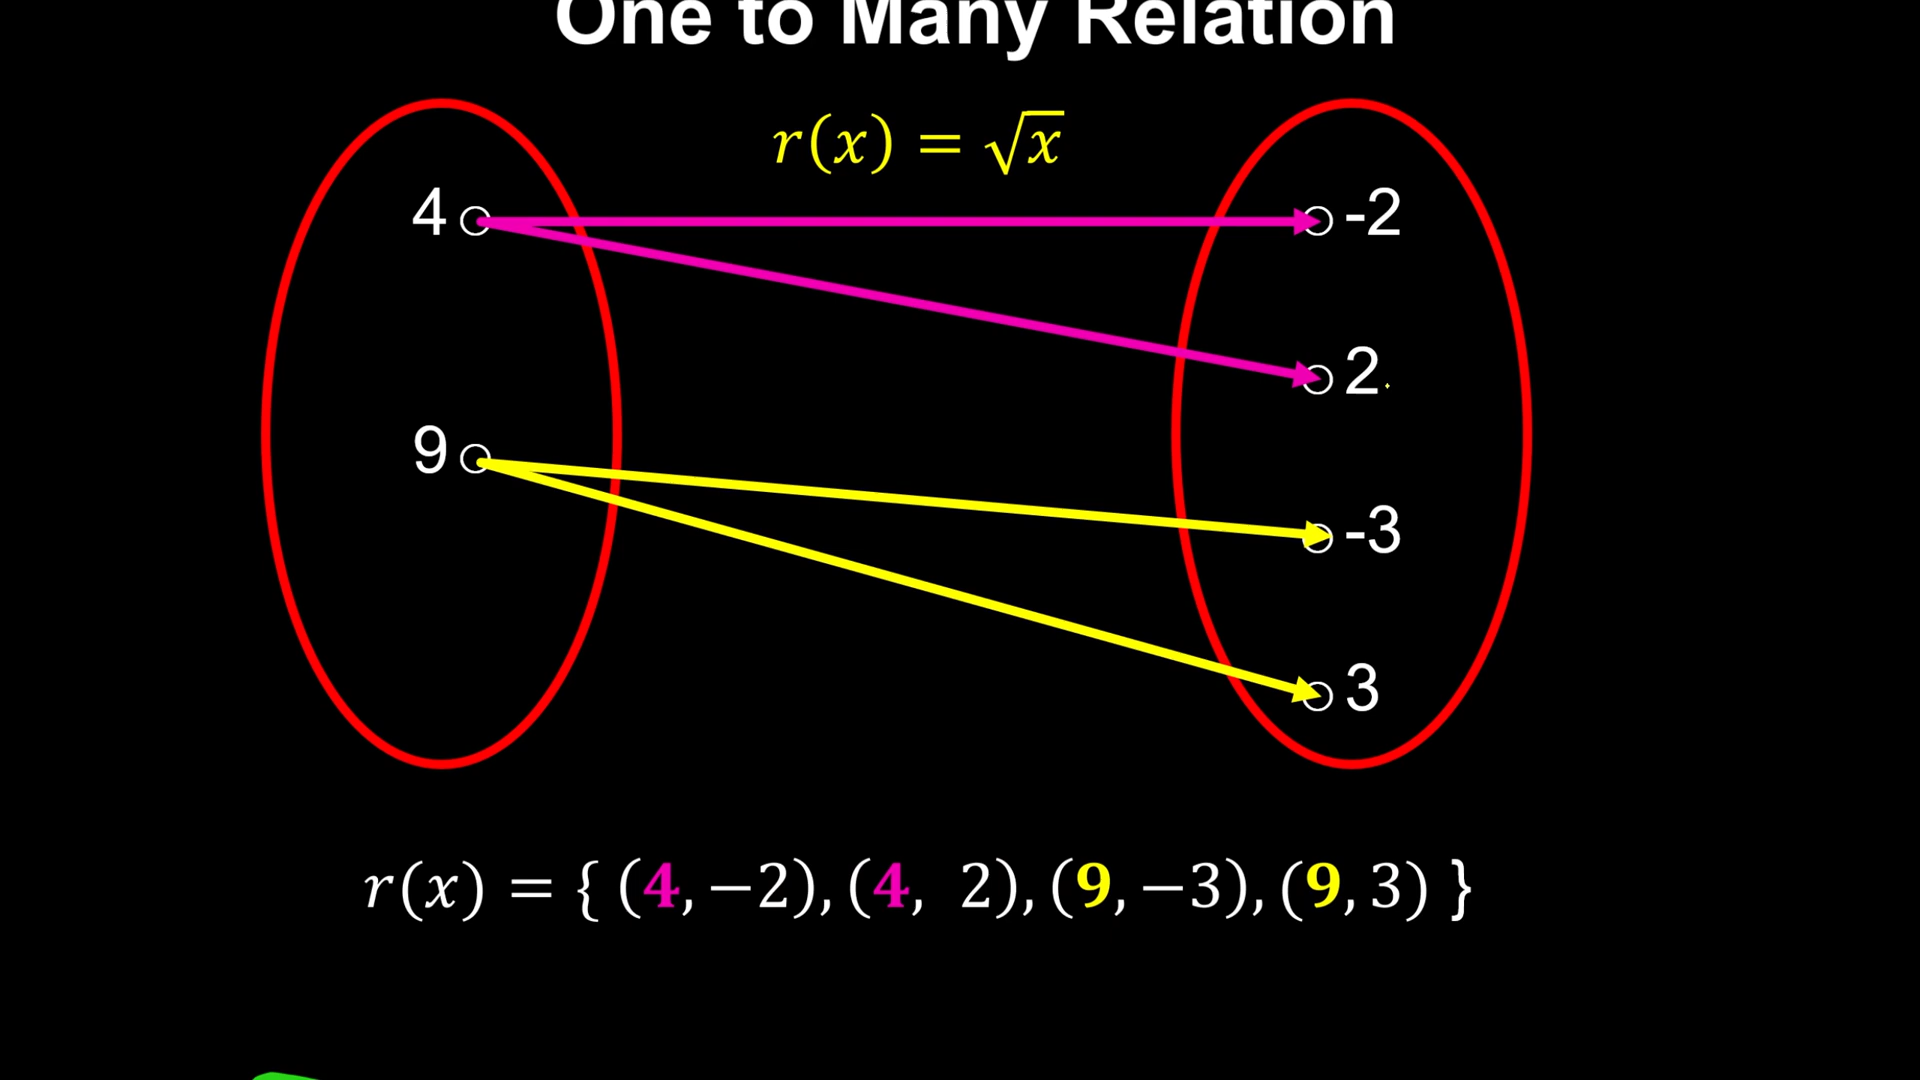 One to Many Relation
r(x) = √x
4
-2
2
9
-3
3
r(x) = { (4, −2), (4, 2), (9, −3), (9, 3) }